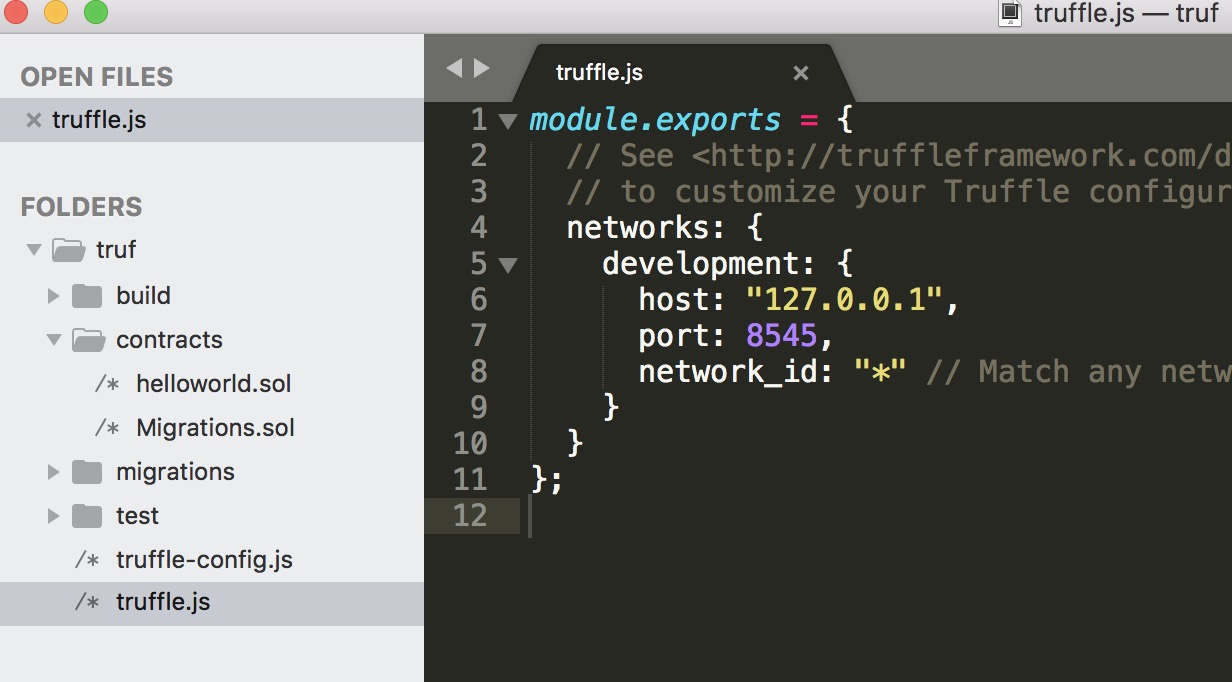 truffle.js — truf
OPEN FILES
truffle.js
FOLDERS
truf
build
contracts
/* helloworld.sol
/* Migrations.sol
migrations
test
/* truffle-config.js
/* truffle.js
truffle.js
1 module.exports = {
2 // See <http://truffleframework.com/d
3 // to customize your Truffle configur
4 networks: {
5 development: {
6 host: "127.0.0.1",
7 port: 8545,
8 network_id: "*" // Match any netw
9 }
10 }
11 };
12